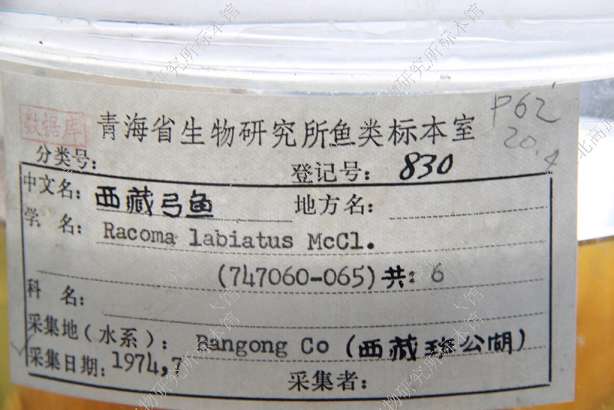 数据库
青海省生物研究所鱼类标本室
P62
20.4
分类号:
登记号: 830
中文名: 西藏弓鱼 地方名:
学 名: Racoma labiatus McCl.
(747060-065) 共: 6
科 名:
采集地(水系): Bangong Co (西藏班公湖)
采集日期: 1974,7
采集者: